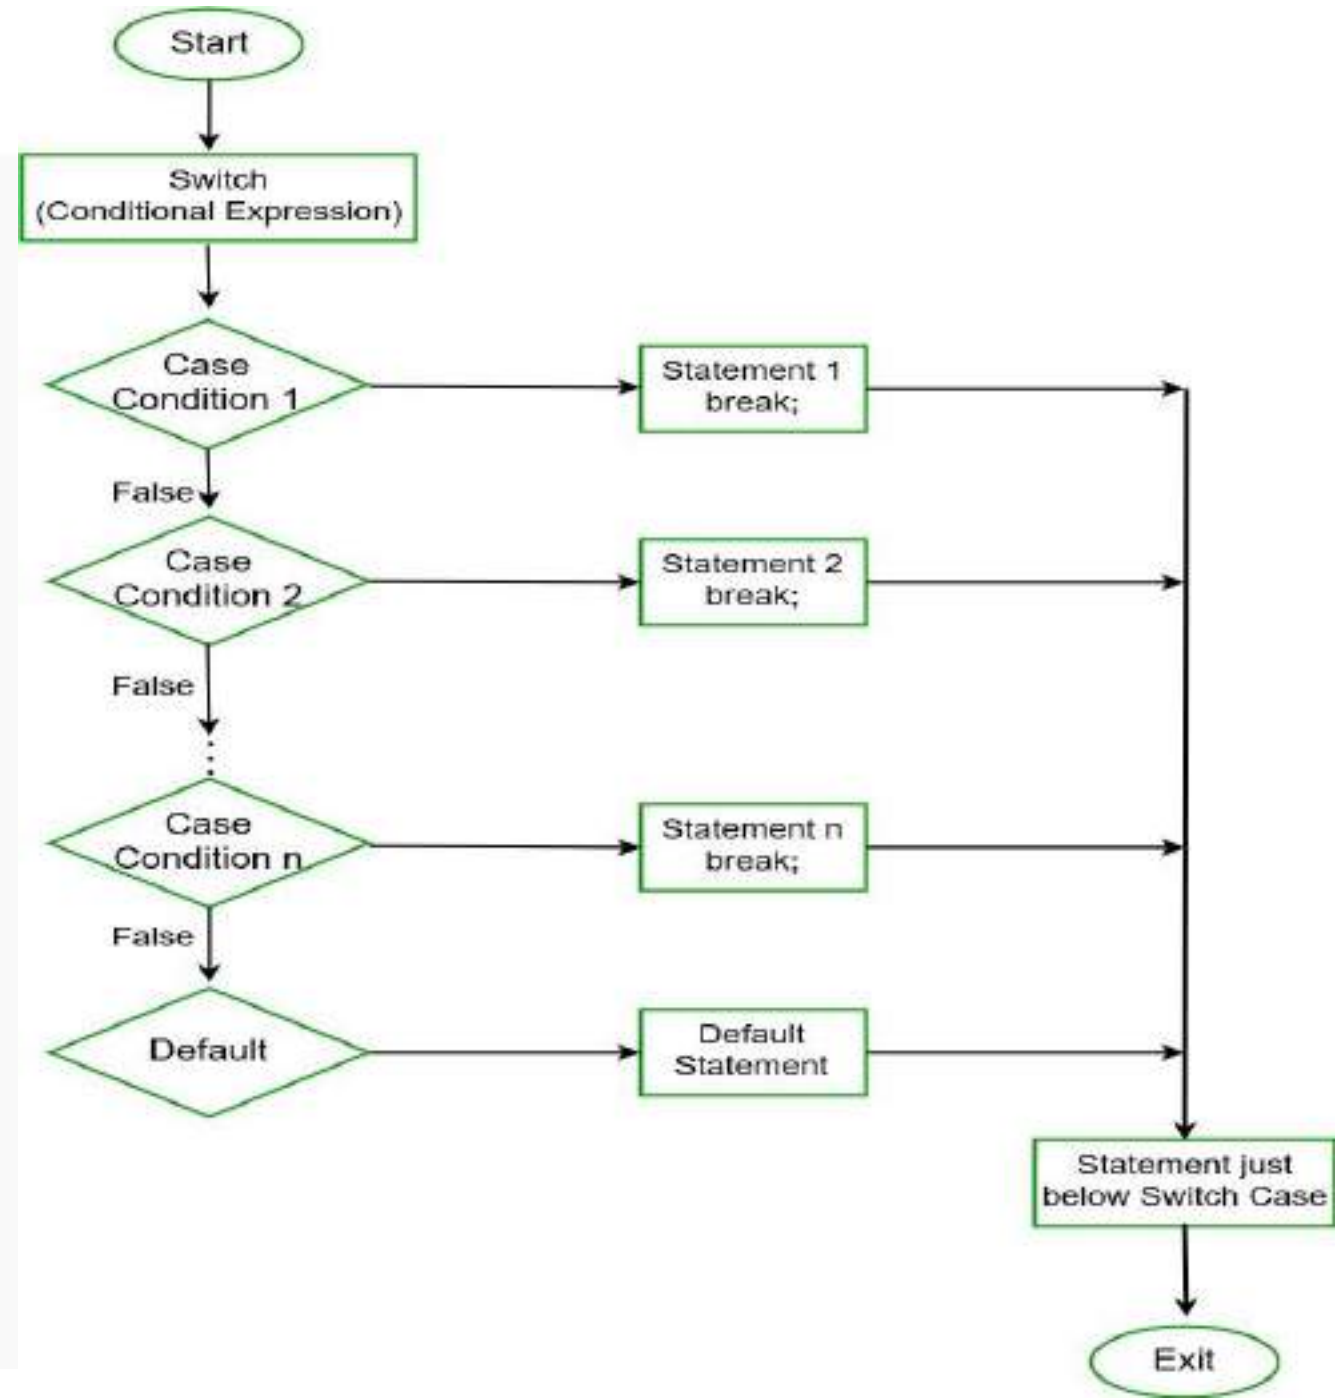 Start
Switch
(Conditional Expression)
Case
Condition 1
Statement 1
break;
False
Case
Condition 2
Statement 2
break;
False
Case
Condition n
Statement n
break;
False
Default
Default
Statement
Statement just
below Switch Case
Exit